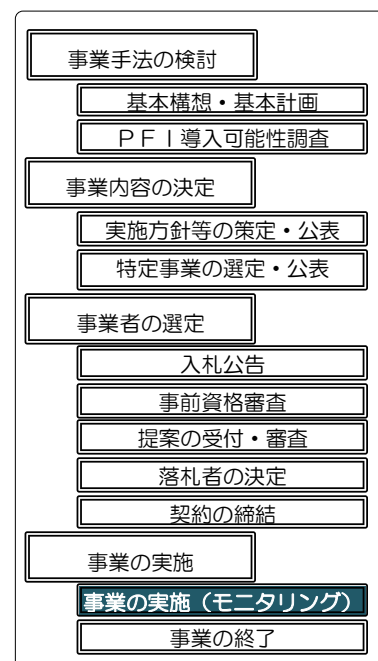 事業手法の検討
基本構想・基本計画
ＰＦＩ導入可能性調査
事業内容の決定
実施方針等の策定・公表
特定事業の選定・公表
事業者の選定
入札公告
事前資格審査
提案の受付・審査
落札者の決定
契約の締結
事業の実施
事業の実施（モニタリング）
事業の終了